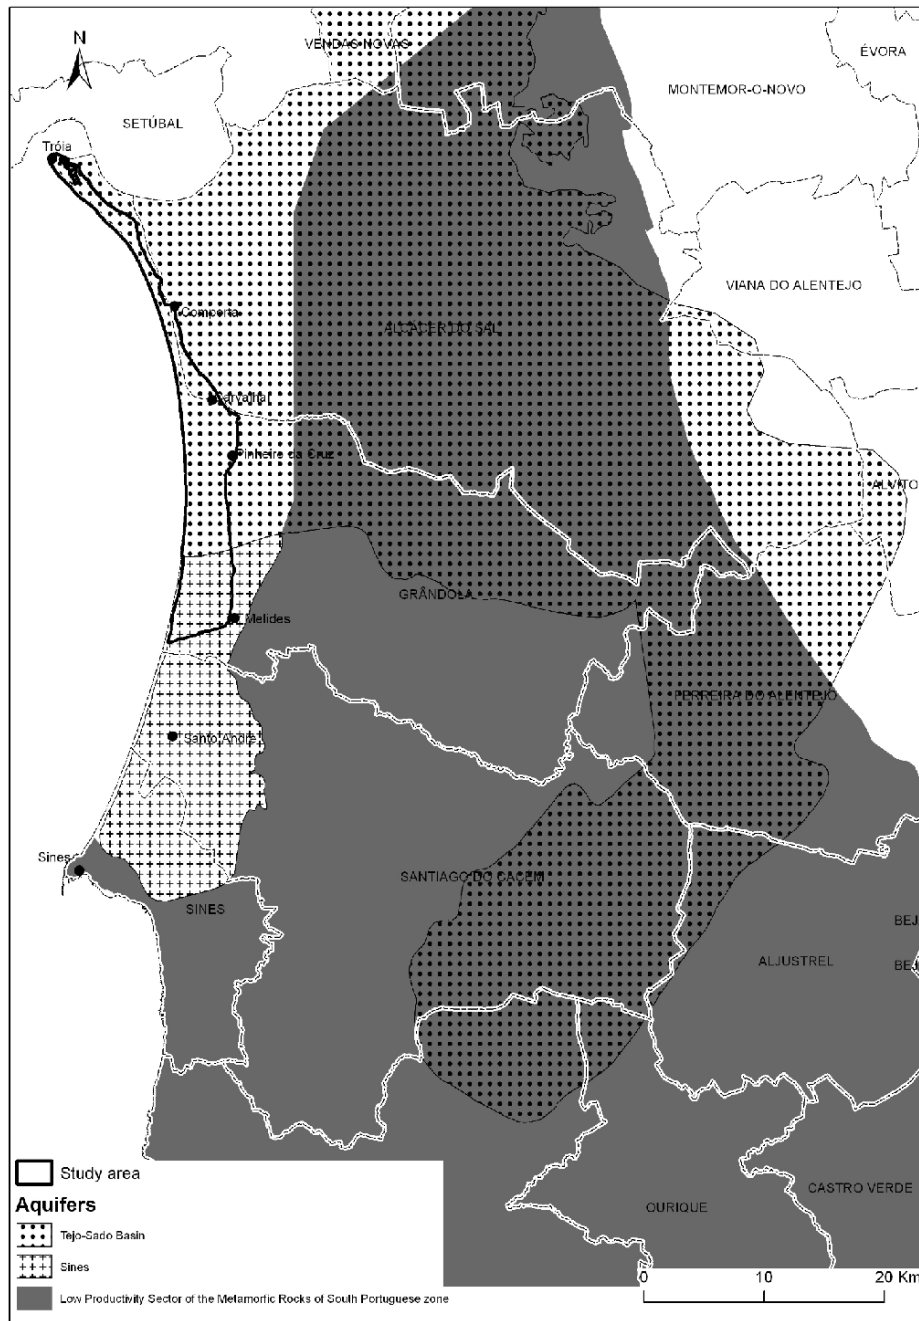 N
VENDAS NOVAS
ÉVORA
MONTEMOR-O-NOVO
SETÚBAL
Tróia
VIANA DO ALENTEJO
Comporta
ALCÁCER DO SAL
Carvalhal
Pinheiro da Cruz
ALVITO
GRÂNDOLA
Melides
FERREIRA DO ALENTEJO
Santo André
Sines
SANTIAGO DO CACÉM
SINES
BEJ
ALJUSTREL
BEJ
Study area
Aquifers
CASTRO VERDE
OURIQUE
Tejo-Sado Basin
Sines
0 10 20 Km
Low Productivity Sector of the Metamorfic Rocks of South Portuguese zone